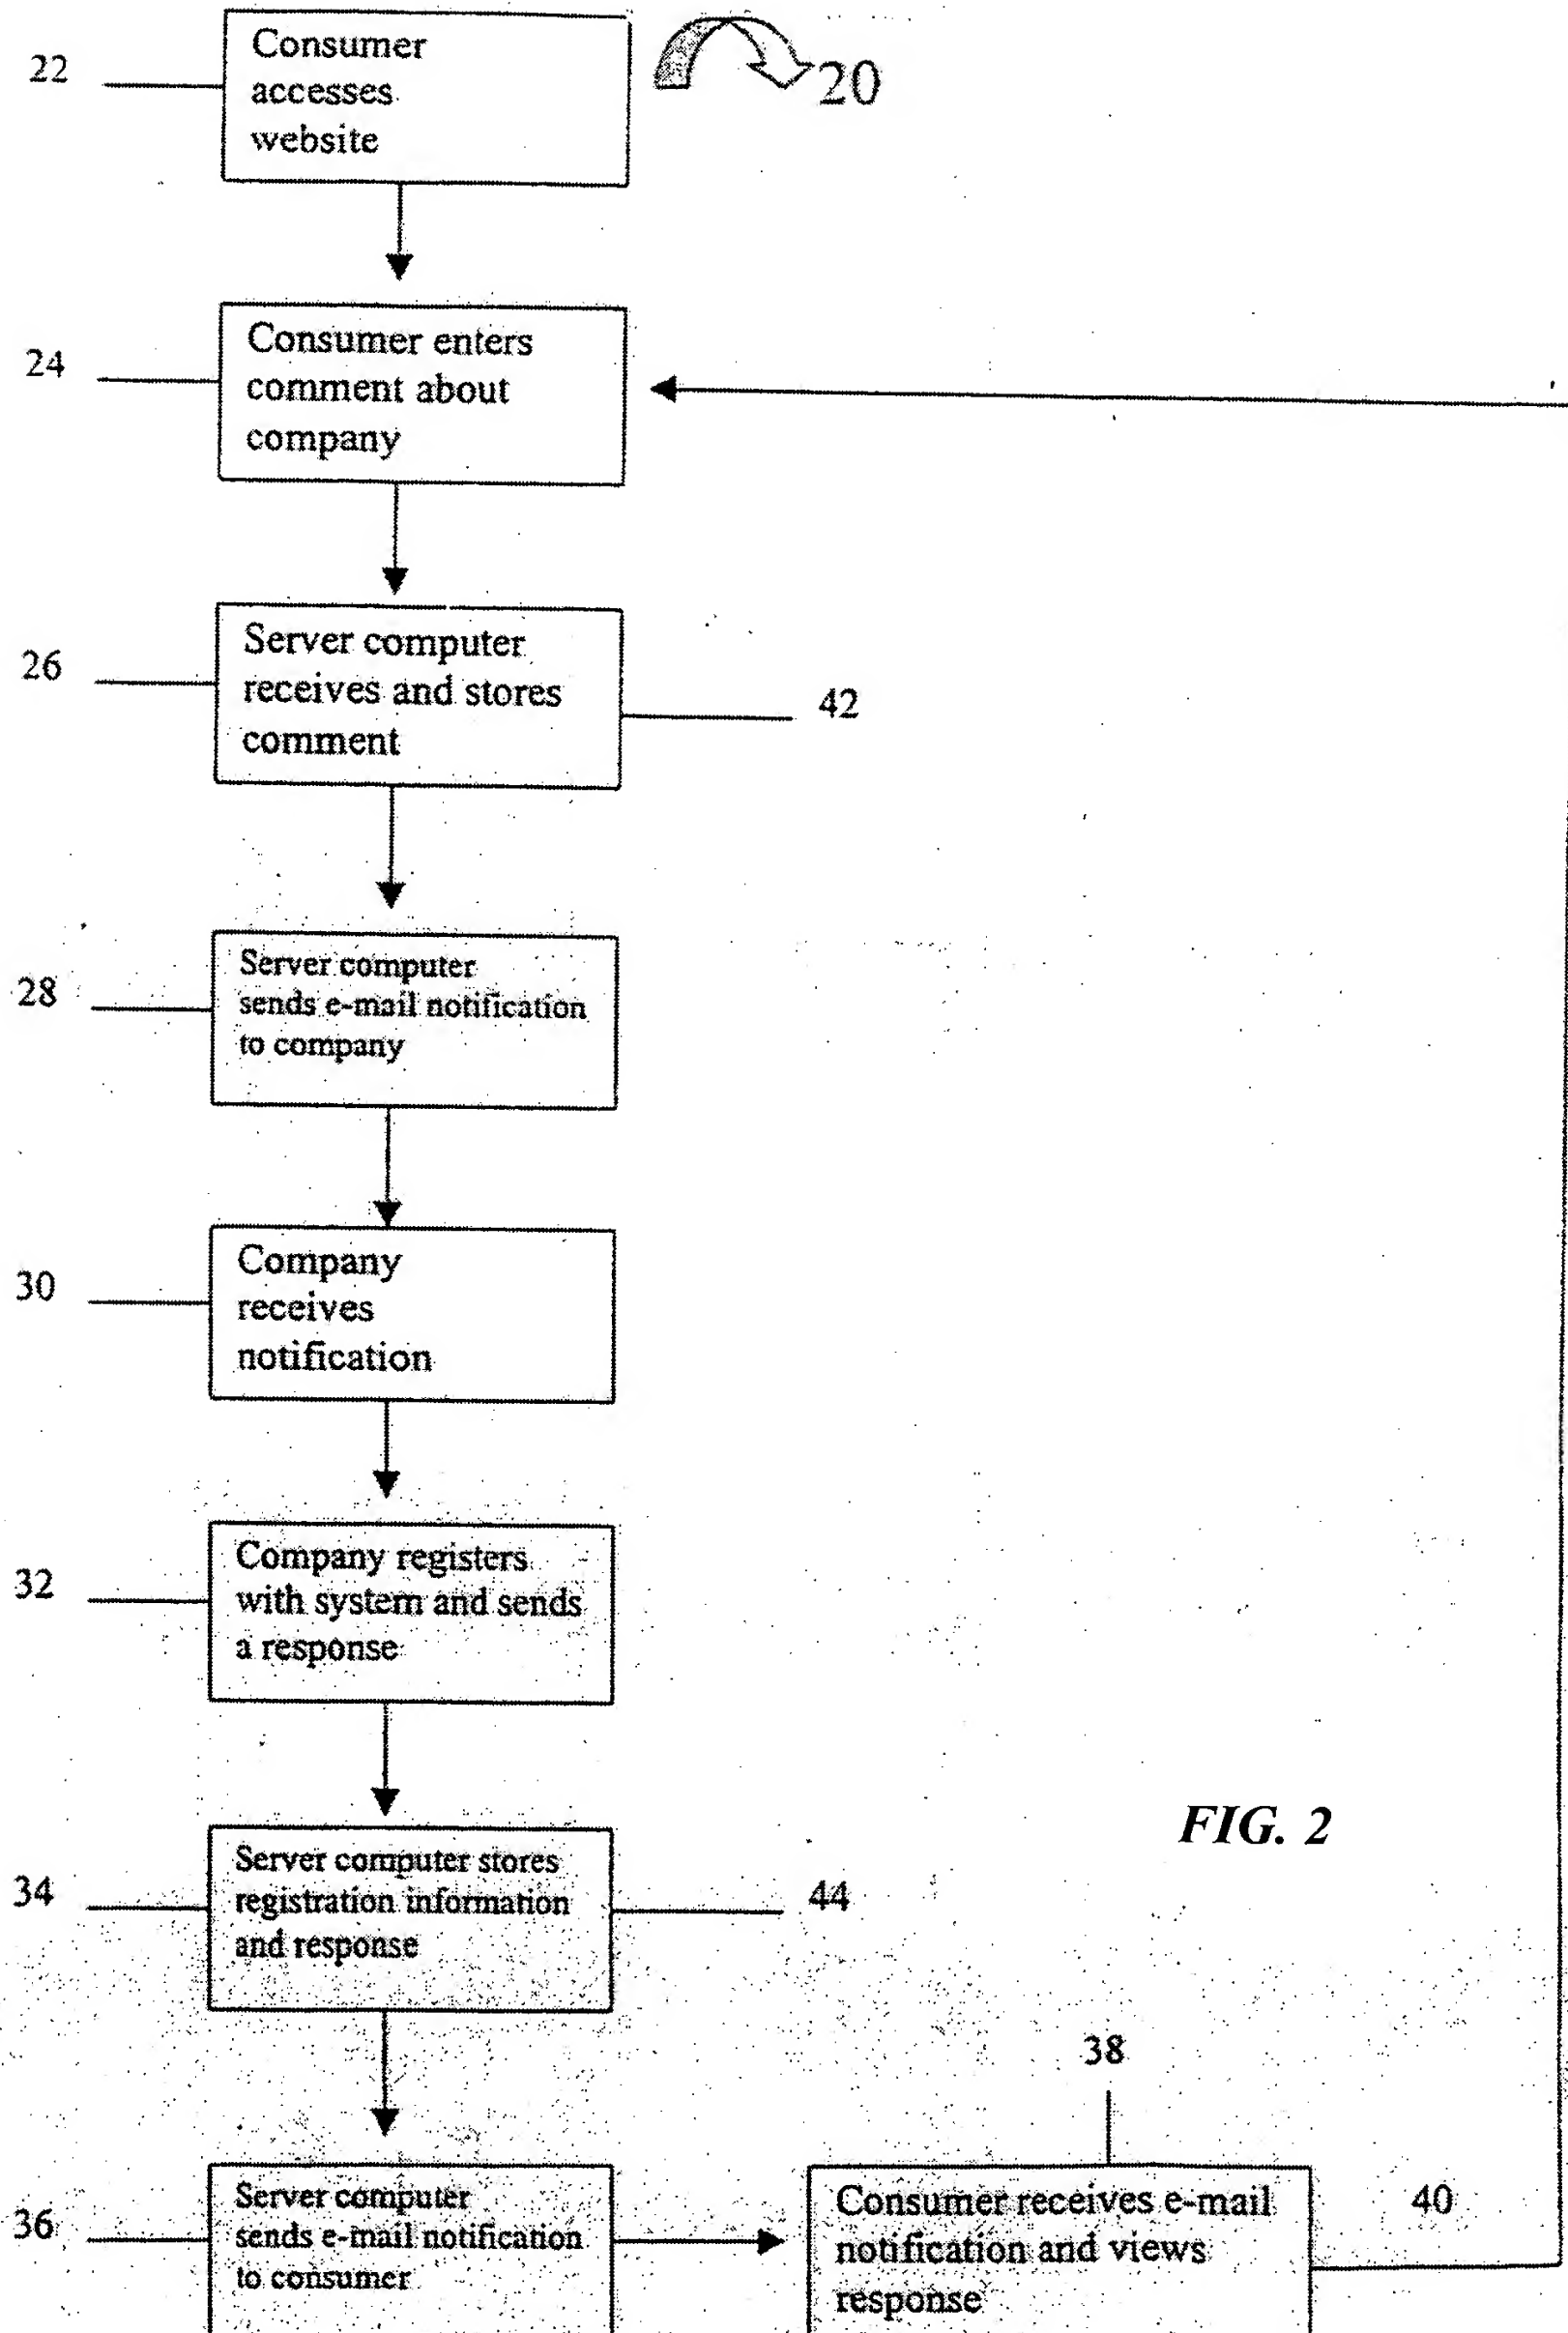 22
Consumer
accesses
website
20
24
Consumer enters
comment about
company
26
Server computer
receives and stores
comment
42
28
Server computer
sends e-mail notification
to company
30
Company
receives
notification
32
Company registers
with system and sends
a response
FIG. 2
34
Server computer stores
registration information
and response
44
38
36
Server computer
sends e-mail notification
to consumer
Consumer receives e-mail
notification and views
response
40